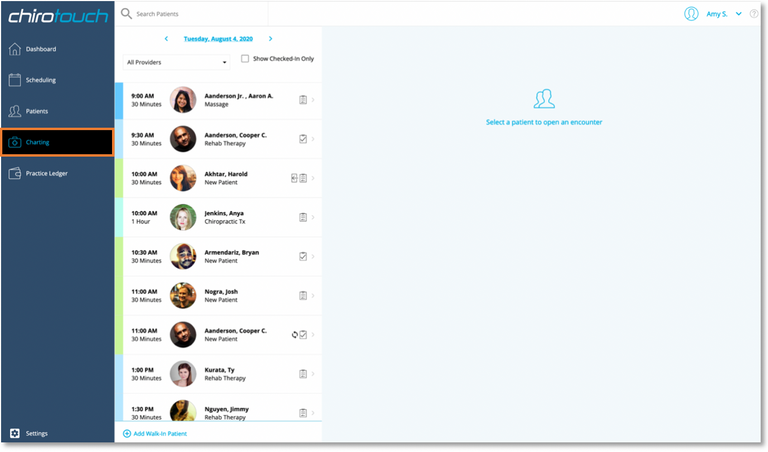 chirotouch
Search Patients
Amy S.
Dashboard
Scheduling
Patients
Charting
Practice Ledger
Settings
Tuesday, August 4, 2020
All Providers
Show Checked-In Only
9:00 AM Aanderson Jr. , Aaron A.
30 Minutes Massage
9:30 AM Aanderson, Cooper C.
30 Minutes Rehab Therapy
10:00 AM Akhtar, Harold
30 Minutes New Patient
10:00 AM Jenkins, Anya
1 Hour Chiropractic Tx
10:30 AM Armendariz, Bryan
30 Minutes New Patient
11:00 AM Nogra, Josh
30 Minutes New Patient
11:00 AM Aanderson, Cooper C.
30 Minutes New Patient
1:00 PM Kurata, Ty
30 Minutes Rehab Therapy
1:30 PM Nguyen, Jimmy
30 Minutes Rehab Therapy
Add Walk-In Patient
Select a patient to open an encounter